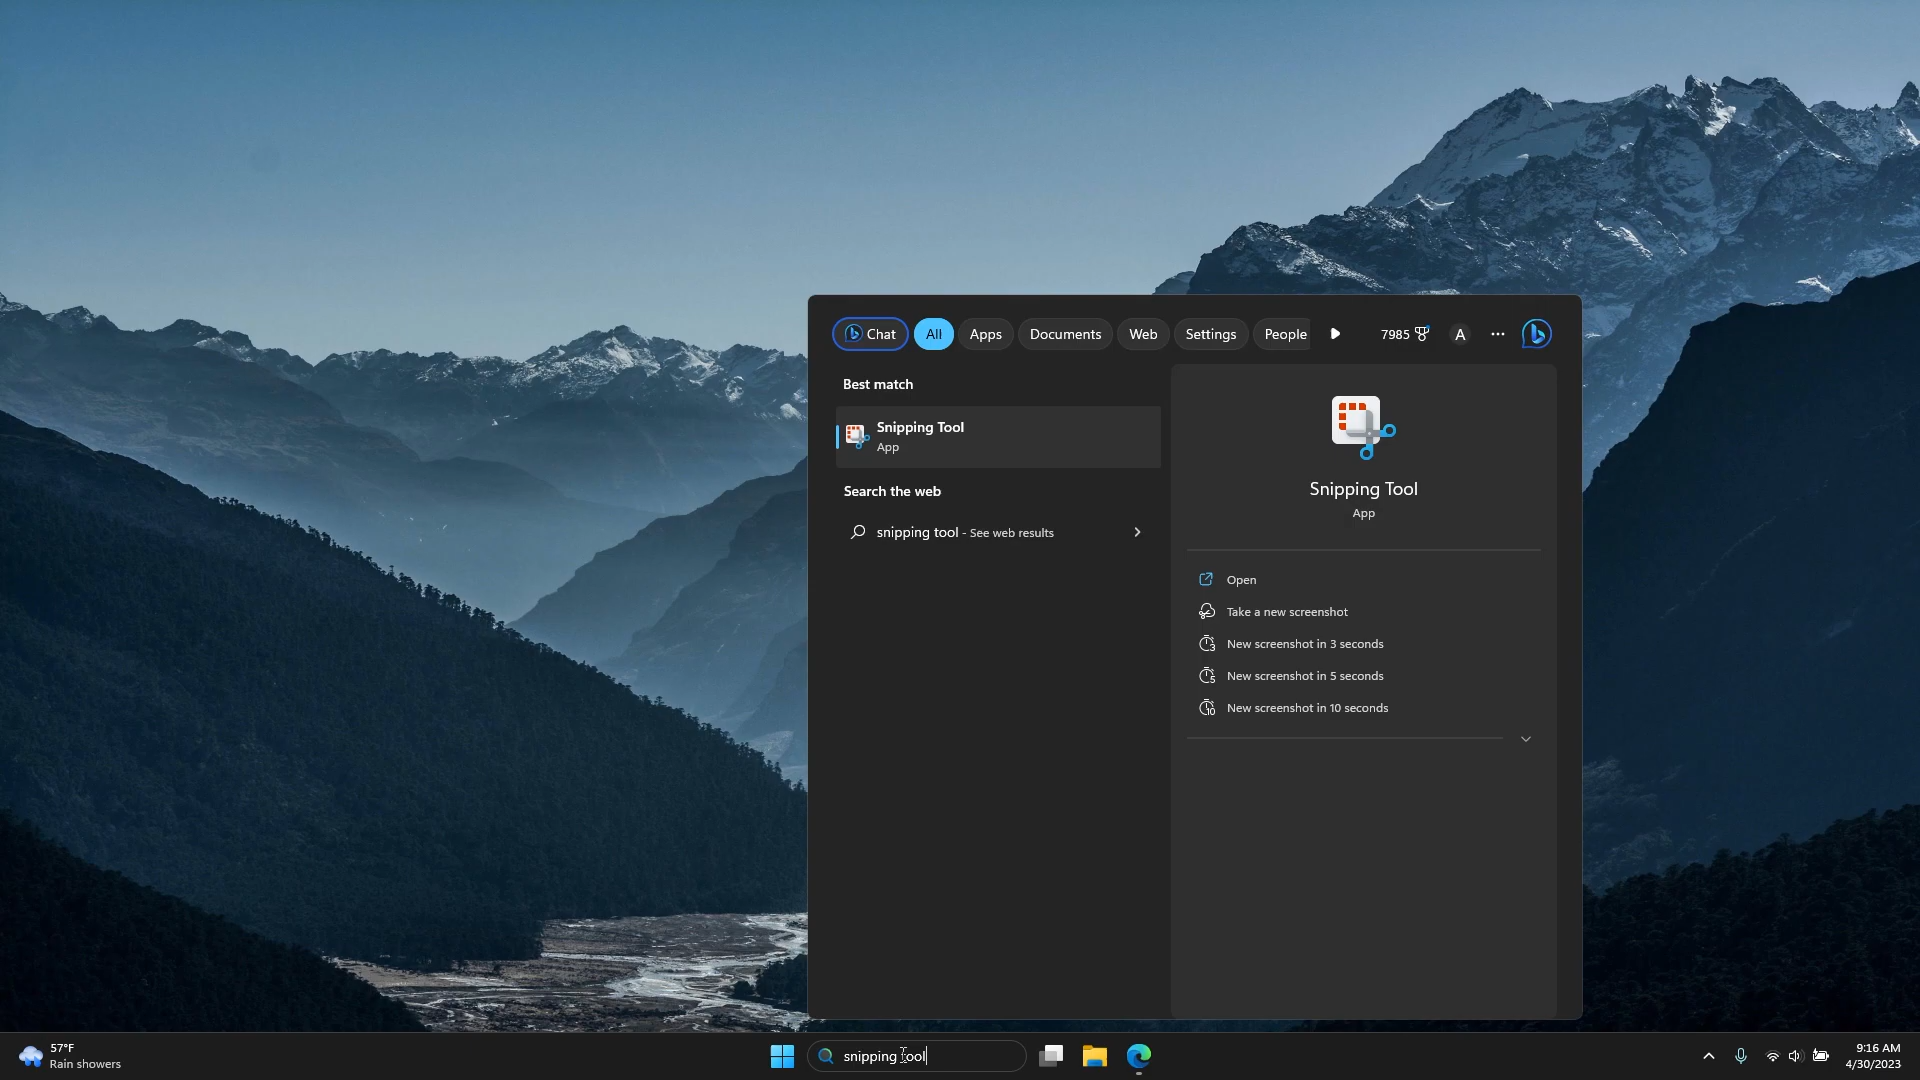 Chat
All
Apps
Documents
Web
Settings
People
7985
A
Best match
Snipping Tool
App
Search the web
snipping tool - See web results
Snipping Tool
App
Open
Take a new screenshot
New screenshot in 3 seconds
New screenshot in 5 seconds
New screenshot in 10 seconds
57°F
Rain showers
snipping tool
9:16 AM
4/30/2023